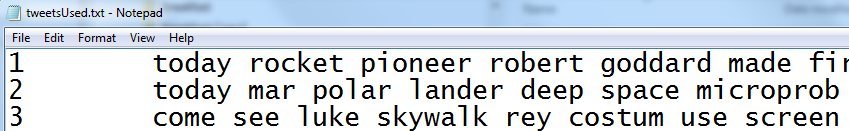 tweetsUsed.txt - Notepad
File Edit Format View Help
1 today rocket pioneer robert goddard made
2 today mar polar lander deep space microprob
3 come see luke skywalk rey costum use screen